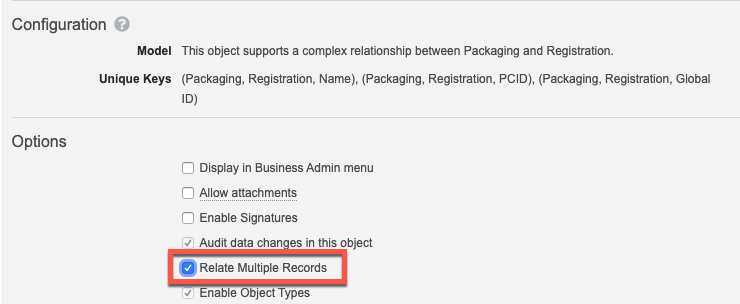 Configuration ?
Model This object supports a complex relationship between Packaging and Registration.
Unique Keys (Packaging, Registration, Name), (Packaging, Registration, PCID), (Packaging, Registration, Global
ID)
Options
Display in Business Admin menu
Allow attachments
Enable Signatures
Audit data changes in this object
Relate Multiple Records
Enable Object Types